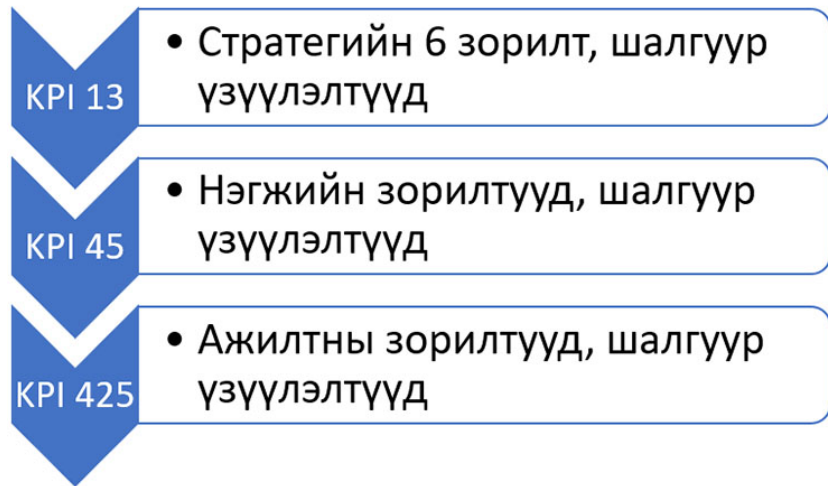 KPI 13
• Стратегийн 6 зорилт, шалгуур
үзүүлэлтүүд
KPI 45
• Нэгжийн зорилтууд, шалгуур
үзүүлэлтүүд
KPI 425
• Ажилтны зорилтууд, шалгуур
үзүүлэлтүүд